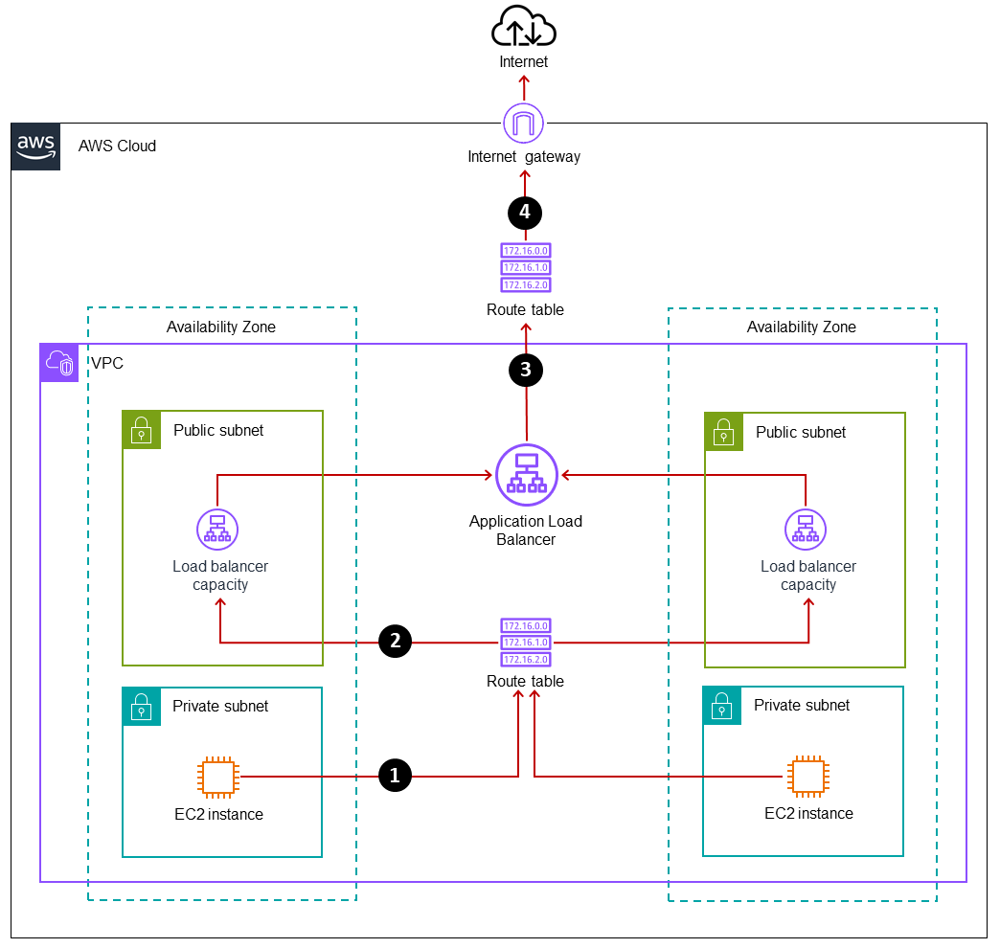 Internet
aws
AWS Cloud
Internet gateway
4
172.16.0.0
172.16.1.0
172.16.2.0
Route table
Availability Zone
Availability Zone
VPC
3
Public subnet
Public subnet
Application Load
Balancer
Load balancer
capacity
Load balancer
capacity
172.16.0.0
172.16.1.0
172.16.2.0
2
Route table
Private subnet
Private subnet
1
EC2 instance
EC2 instance